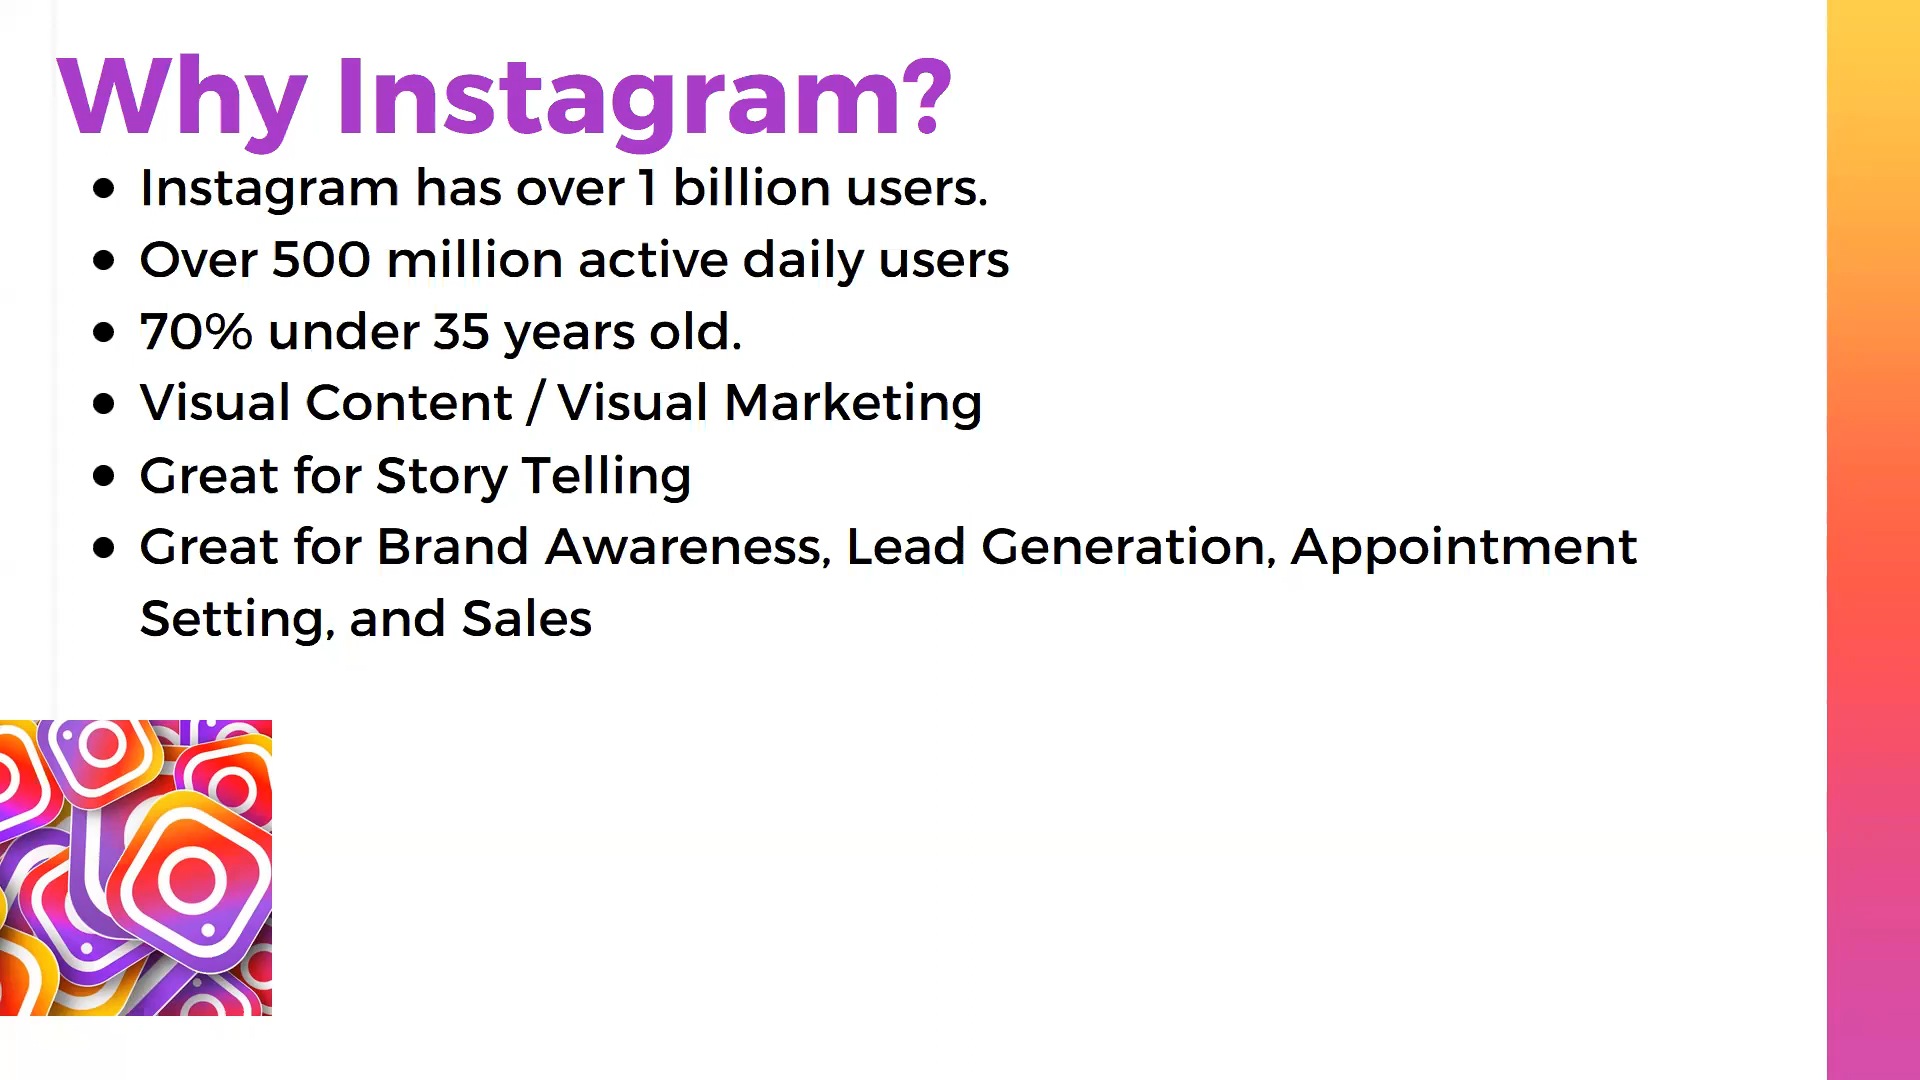 Why Instagram?
• Instagram has over 1 billion users.
• Over 500 million active daily users
• 70% under 35 years old.
• Visual Content / Visual Marketing
• Great for Story Telling
• Great for Brand Awareness, Lead Generation, Appointment
Setting, and Sales